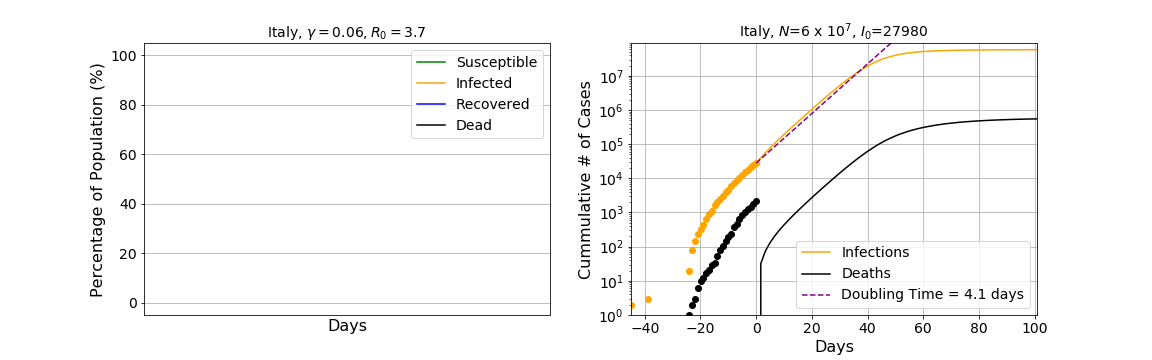 Italy, γ = 0.06, R₀ = 3.7
100
80
60
40
20
0
Percentage of Population (%)
Days
Susceptible
Infected
Recovered
Dead
Italy, N=6 x 10⁷, I₀=27980
10⁷
10⁶
10⁵
10⁴
10³
10²
10¹
10⁰
Cummulative # of Cases
Infections
Deaths
Doubling Time = 4.1 days
−40 −20 0 20 40 60 80 100
Days